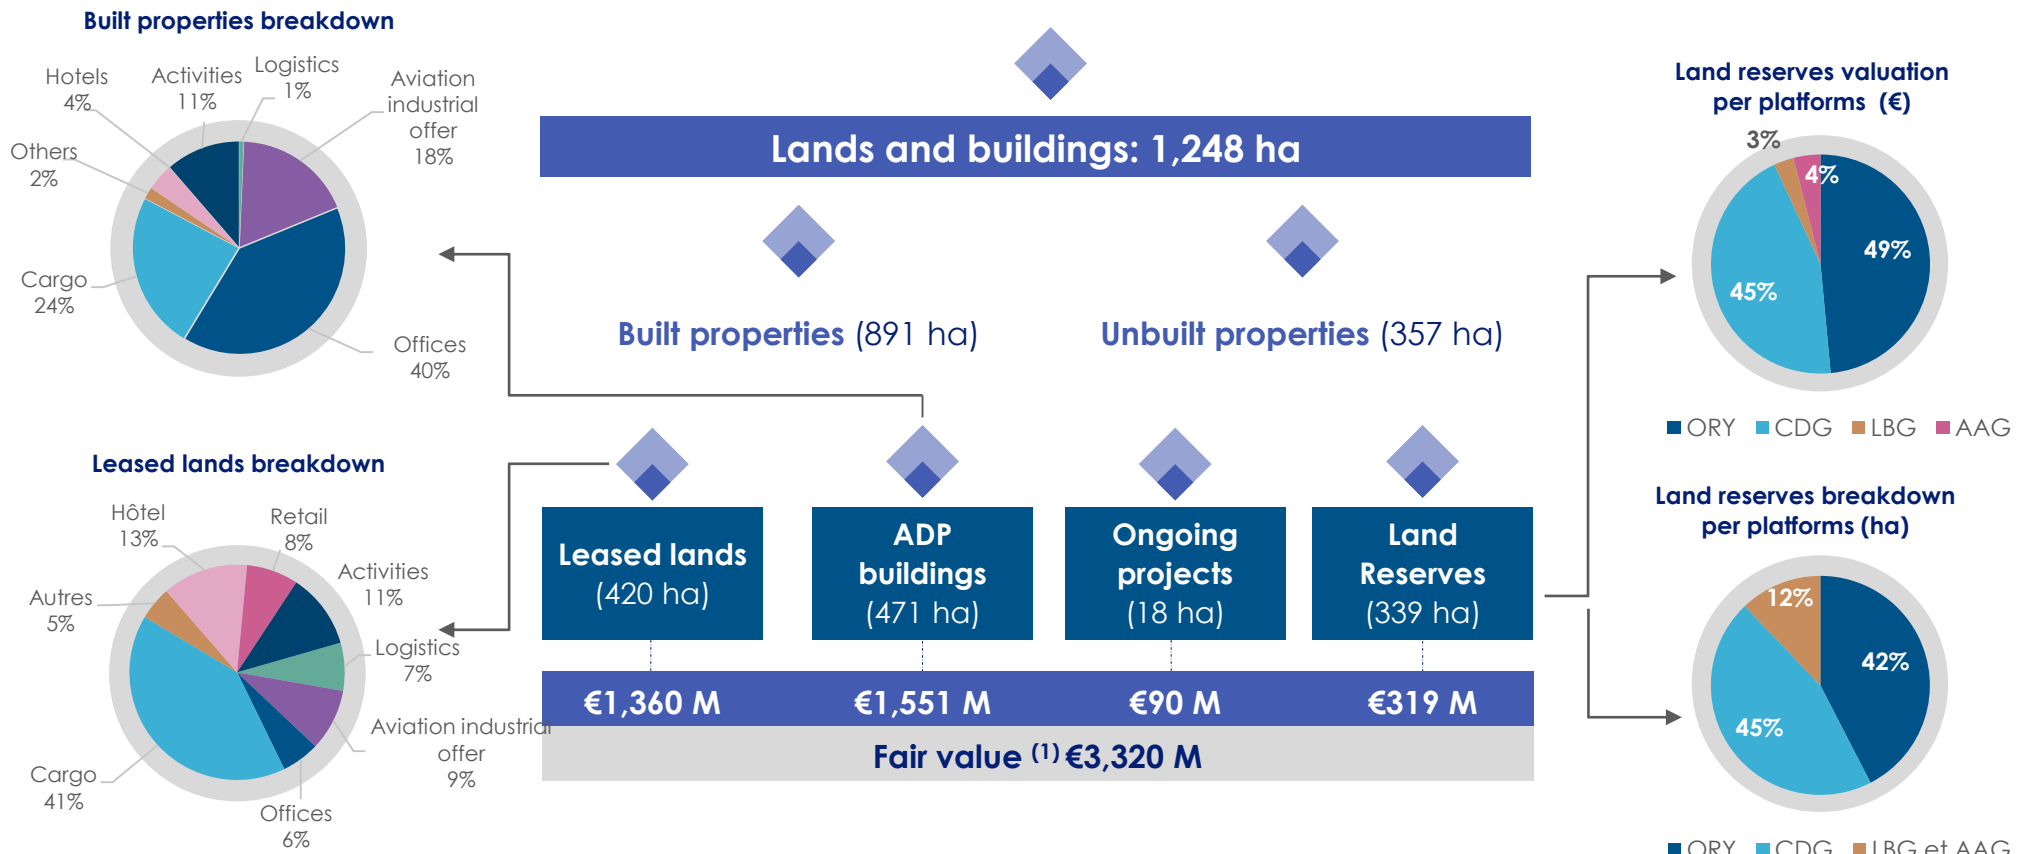 Built properties breakdown
Hotels
4%
Activities
11%
Logistics
1%
Aviation
industrial
offer
18%
Others
2%
Cargo
24%
Offices
40%
Lands and buildings: 1,248 ha
Built properties (891 ha)
Unbuilt properties (357 ha)
Leased lands breakdown
Hôtel
13%
Retail
8%
Activities
11%
Autres
5%
Logistics
7%
Aviation industrial
offer
9%
Cargo
41%
Offices
6%
Leased lands
(420 ha)
ADP
buildings
(471 ha)
Ongoing
projects
(18 ha)
Land
Reserves
(339 ha)
€1,360 M
€1,551 M
€90 M
€319 M
Fair value (1) €3,320 M
Land reserves valuation
per platforms (€)
3%
4%
49%
45%
ORY CDG LBG AAG
Land reserves breakdown
per platforms (ha)
12%
42%
45%
ORY CDG LBG et AAG